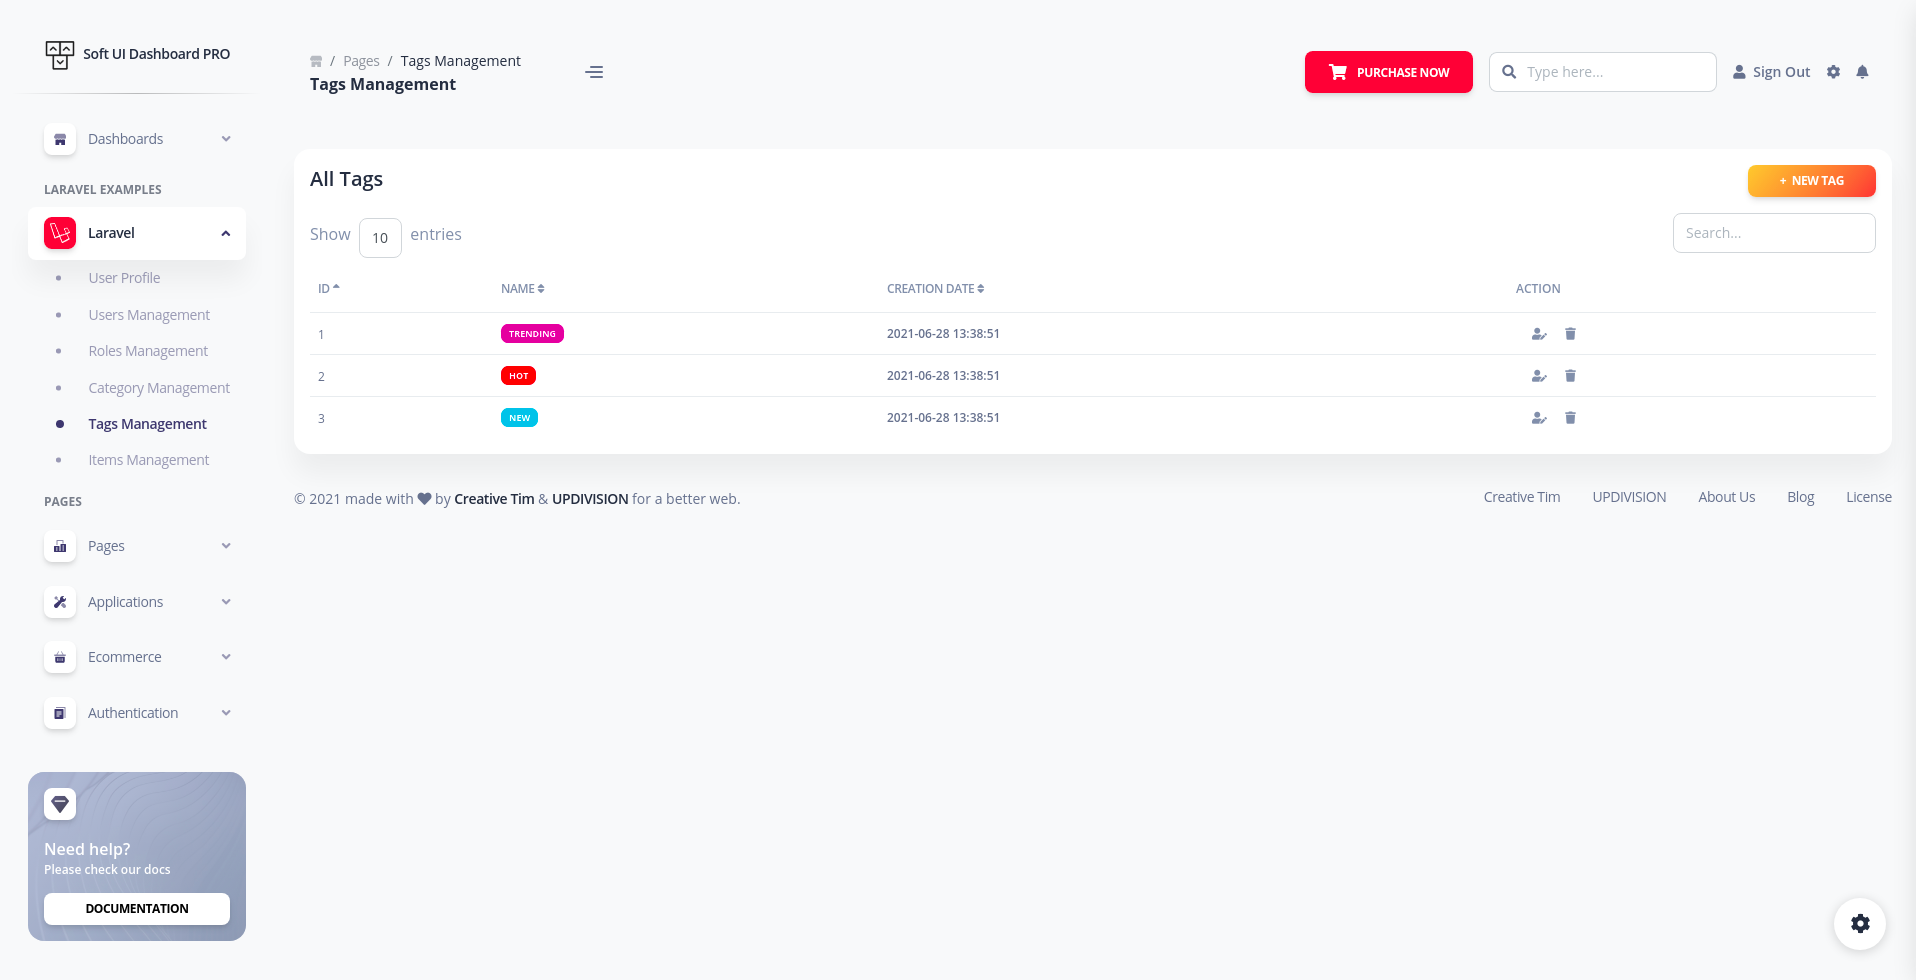 Soft UI Dashboard PRO
Dashboards
LARAVEL EXAMPLES
Laravel
User Profile
Users Management
Roles Management
Category Management
Tags Management
Items Management
PAGES
Pages
Applications
Ecommerce
Authentication
Need help?
Please check our docs
DOCUMENTATION
/ Pages / Tags Management
Tags Management
PURCHASE NOW
Type here...
Sign Out
All Tags
+ NEW TAG
Show 10 entries
Search...
ID NAME CREATION DATE ACTION
1 TRENDING 2021-06-28 13:38:51
2 HOT 2021-06-28 13:38:51
3 NEW 2021-06-28 13:38:51
© 2021 made with by Creative Tim & UPDIVISION for a better web.
Creative Tim UPDIVISION About Us Blog License